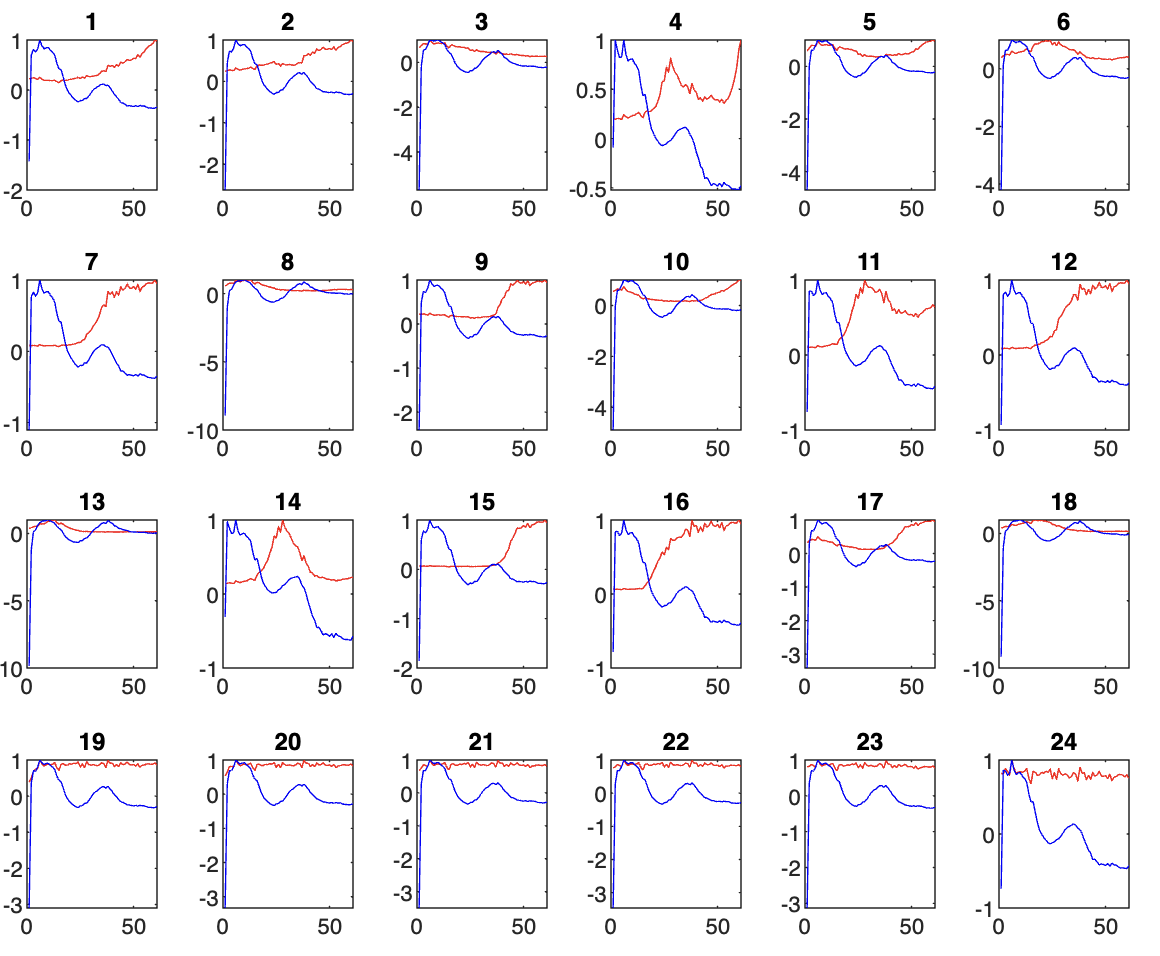 1 2 3 4 5 6
1 1 1 1
0 0 0 0.5 0 0
-1 -1 -2 0 -2 -2
-2 -2 -4 -0.5 -4 -4
0 50 0 50 0 50 0 50 0 50 0 50
7 8 9 10 11 12
1 0 1 0 1 1
0 -5 0 -2 0 0
-1 -10 -1 -4 -1 -1
-2
0 50 0 50 0 50 0 50 0 50 0 50
13 14 15 16 17 18
0 1 1 1 1 0
-5 0 0 0 0 -5
10 -1 -1 -1 -1 -10
-2 -2
-3
0 50 0 50 0 50 0 50 0 50 0 50
19 20 21 22 23 24
1 1 1 1 1 1
0 0 0 0 0 0
-1 -1 -1 -1 -1 -1
-2 -2 -2 -2 -2
-3 -3 -3 -3 -3
0 50 0 50 0 50 0 50 0 50 0 50